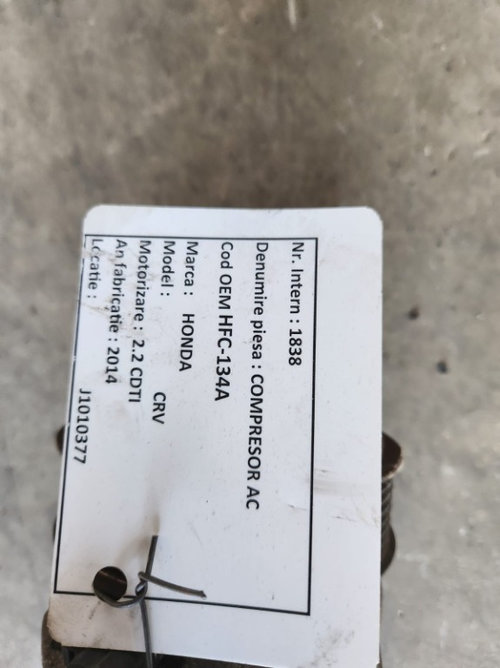 Nr. Intern : 1838
Denumire piesa : COMPRESOR AC
Cod OEM HFC-134A
Marca : HONDA
Model : CRV
Motorizare : 2.2 CDTI
An fabricatie : 2014
Locatie : J1010377